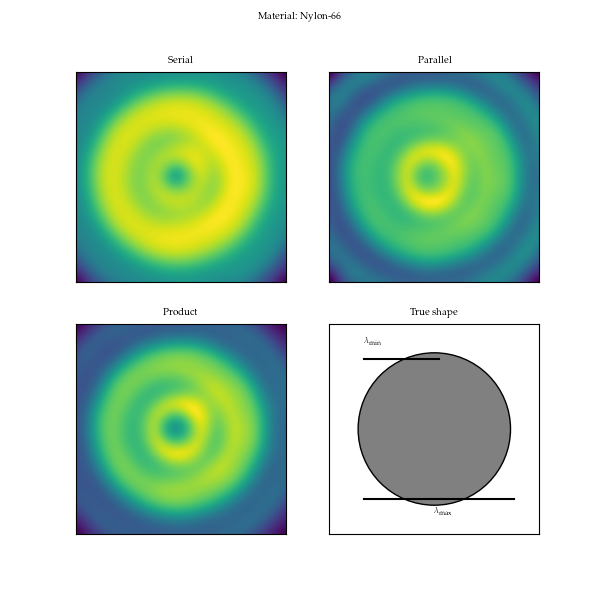 Material: Nylon-66
Serial
Parallel
Product
True shape
λmin
λmax